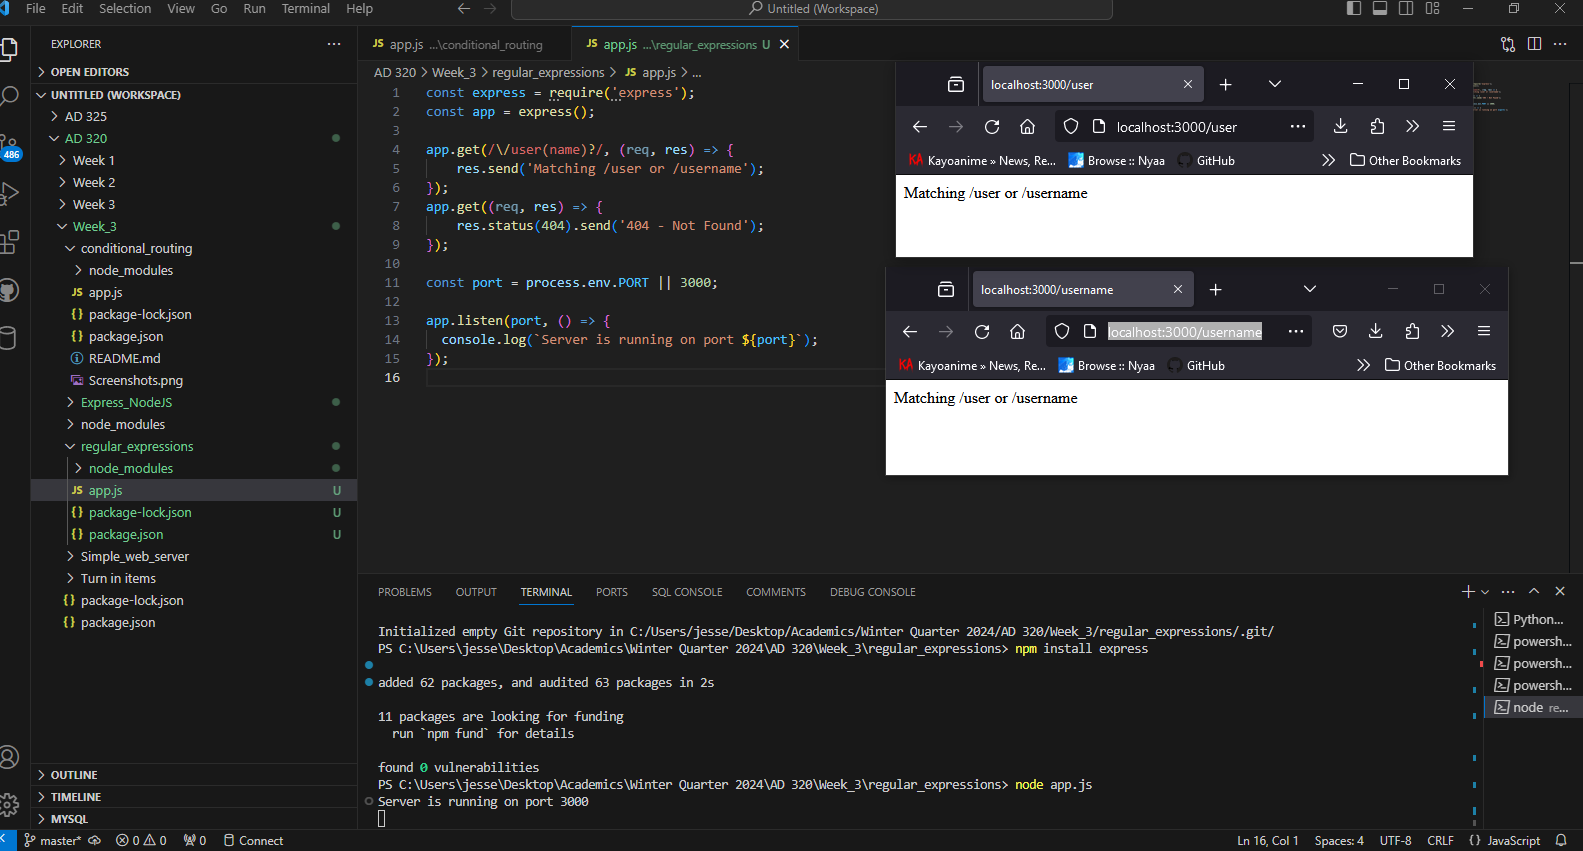 File Edit Selection View Go Run Terminal Help
Untitled (Workspace)
EXPLORER
OPEN EDITORS
UNTITLED (WORKSPACE)
AD 325
AD 320
Week 1
Week 2
Week 3
Week_3
conditional_routing
node_modules
JS app.js
{} package-lock.json
{} package.json
README.md
Screenshots.png
Express_NodeJS
node_modules
regular_expressions
node_modules
JS app.js U
{} package-lock.json U
{} package.json U
Simple_web_server
Turn in items
{} package-lock.json
{} package.json
OUTLINE
TIMELINE
MYSQL
486
JS app.js ...\conditional_routing
JS app.js ...\regular_expressions U
AD 320 > Week_3 > regular_expressions > JS app.js > ...
1 const express = require('express');
2 const app = express();
3
4 app.get(/\/user(name)?/, (req, res) => {
5 res.send('Matching /user or /username');
6 });
7 app.get((req, res) => {
8 res.status(404).send('404 - Not Found');
9 });
10
11 const port = process.env.PORT || 3000;
12
13 app.listen(port, () => {
14 console.log(`Server is running on port ${port}`);
15 });
16
localhost:3000/user
localhost:3000/user
KA Kayoanime » News, Re... Browse :: Nyaa GitHub Other Bookmarks
Matching /user or /username
localhost:3000/username
localhost:3000/username
KA Kayoanime » News, Re... Browse :: Nyaa GitHub Other Bookmarks
Matching /user or /username
PROBLEMS OUTPUT TERMINAL PORTS SQL CONSOLE COMMENTS DEBUG CONSOLE
Initialized empty Git repository in C:/Users/jesse/Desktop/Academics/Winter Quarter 2024/AD 320/Week_3/regular_expressions/.git/
PS C:\Users\jesse\Desktop\Academics\Winter Quarter 2024\AD 320\Week_3\regular_expressions> npm install express
added 62 packages, and audited 63 packages in 2s
11 packages are looking for funding
run `npm fund` for details
found 0 vulnerabilities
PS C:\Users\jesse\Desktop\Academics\Winter Quarter 2024\AD 320\Week_3\regular_expressions> node app.js
Server is running on port 3000
Python...
powersh...
powersh...
powersh...
node re...
master* 0 0 0 Connect
Ln 16, Col 1 Spaces: 4 UTF-8 CRLF {} JavaScript